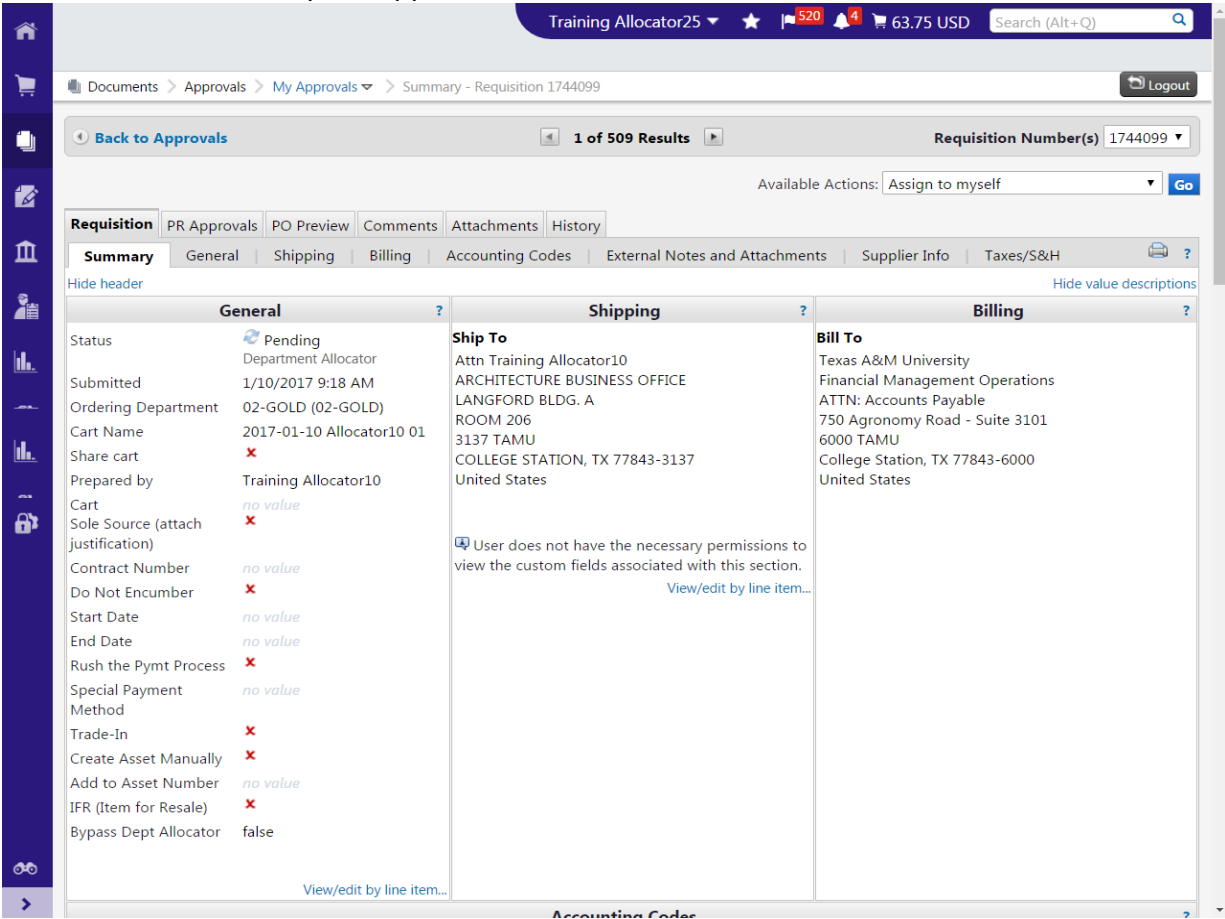 Training Allocator25 520 4 63.75 USD Search (Alt+Q)
Documents > Approvals > My Approvals > Summary - Requisition 1744099 Logout
Back to Approvals 1 of 509 Results Requisition Number(s) 1744099
Available Actions: Assign to myself Go
Requisition PR Approvals PO Preview Comments Attachments History
Summary General | Shipping | Billing | Accounting Codes | External Notes and Attachments | Supplier Info | Taxes/S&H ?
Hide header Hide value descriptions
General ?
Status Pending
Department Allocator
Submitted 1/10/2017 9:18 AM
Ordering Department 02-GOLD (02-GOLD)
Cart Name 2017-01-10 Allocator10 01
Share cart
Prepared by Training Allocator10
Cart no value
Sole Source (attach
justification)
Contract Number no value
Do Not Encumber
Start Date no value
End Date no value
Rush the Pymt Process
Special Payment no value
Method
Trade-In
Create Asset Manually
Add to Asset Number no value
IFR (Item for Resale)
Bypass Dept Allocator false
View/edit by line item...
Shipping ?
Ship To
Attn Training Allocator10
ARCHITECTURE BUSINESS OFFICE
LANGFORD BLDG. A
ROOM 206
3137 TAMU
COLLEGE STATION, TX 77843-3137
United States
User does not have the necessary permissions to
view the custom fields associated with this section.
View/edit by line item...
Billing ?
Bill To
Texas A&M University
Financial Management Operations
ATTN: Accounts Payable
750 Agronomy Road - Suite 3101
6000 TAMU
College Station, TX 77843-6000
United States
Accounting Codes ?